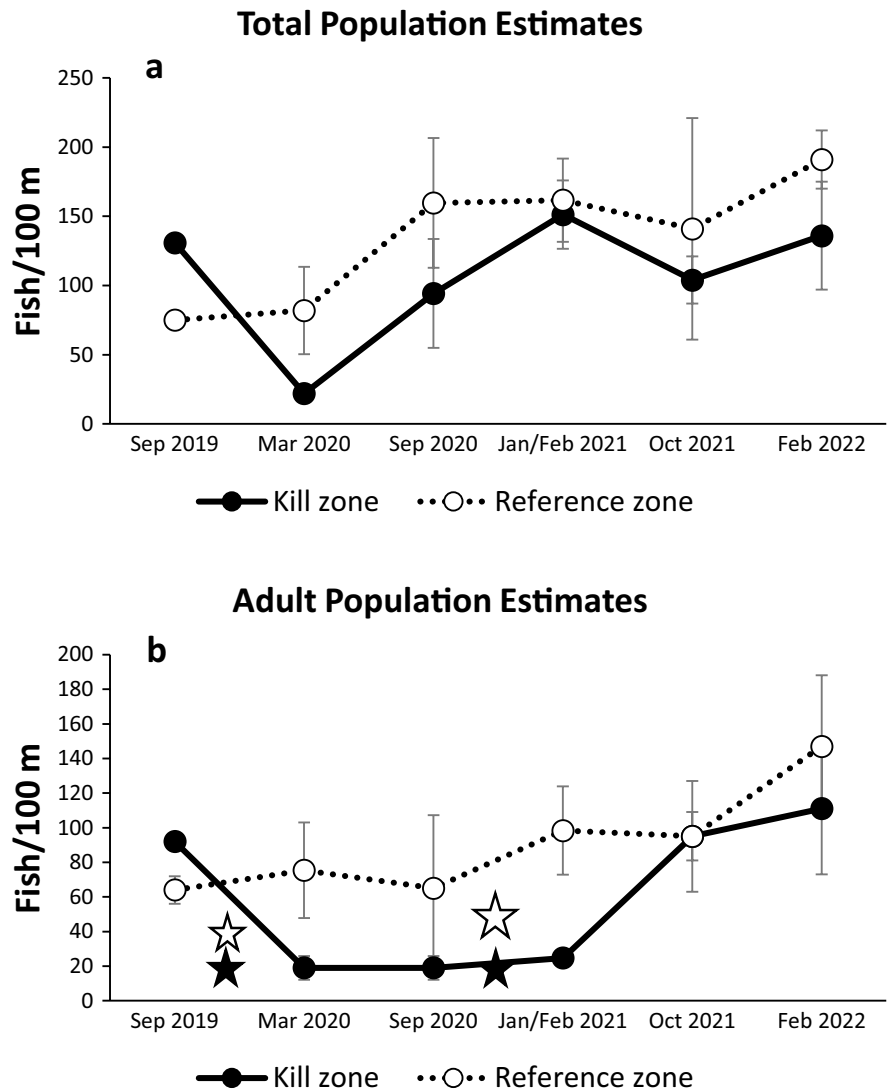 Total Population Estimates
a
Fish/100 m
250
200
150
100
50
0
Sep 2019 Mar 2020 Sep 2020 Jan/Feb 2021 Oct 2021 Feb 2022
Kill zone Reference zone
Adult Population Estimates
b
Fish/100 m
200
180
160
140
120
100
80
60
40
20
0
Sep 2019 Mar 2020 Sep 2020 Jan/Feb 2021 Oct 2021 Feb 2022
Kill zone Reference zone